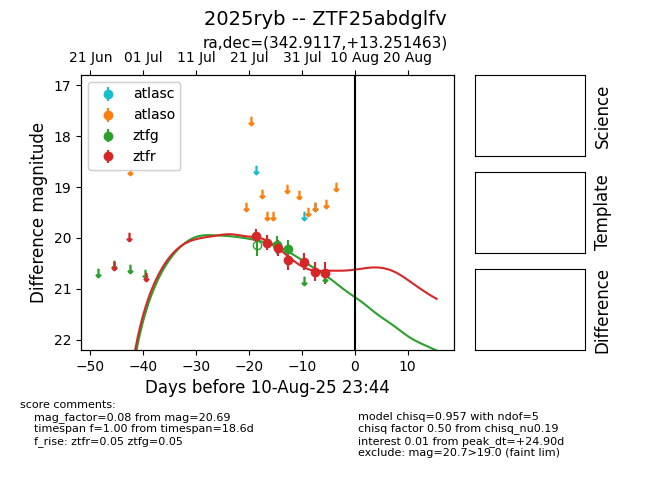 2025ryb -- ZTF25abdglfv
ra,dec=(342.9117,+13.251463)
21 Jun 01 Jul 11 Jul 21 Jul 31 Jul 10 Aug 20 Aug
atlasc
atlaso
ztfg
ztfr
Difference magnitude
17
18
19
20
21
22
−50 −40 −30 −20 −10 0 10
Days before 10-Aug-25 23:44
Science
Template
Difference
score comments:
mag_factor=0.08 from mag=20.69
timespan f=1.00 from timespan=18.6d
f_rise: ztfr=0.05 ztfg=0.05
model chisq=0.957 with ndof=5
chisq factor 0.50 from chisq_nu0.19
interest 0.01 from peak_dt=+24.90d
exclude: mag=20.7>19.0 (faint lim)